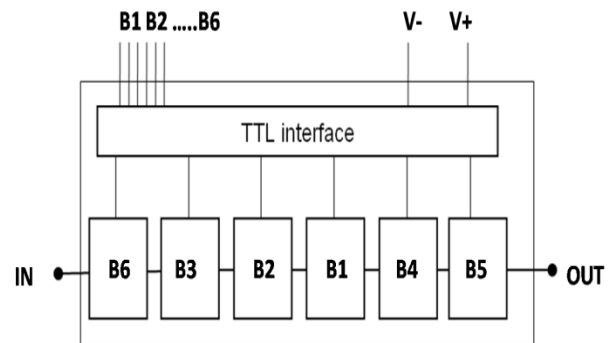 B1 B2 .....B6 V- V+
TTL interface
IN B6 B3 B2 B1 B4 B5 OUT